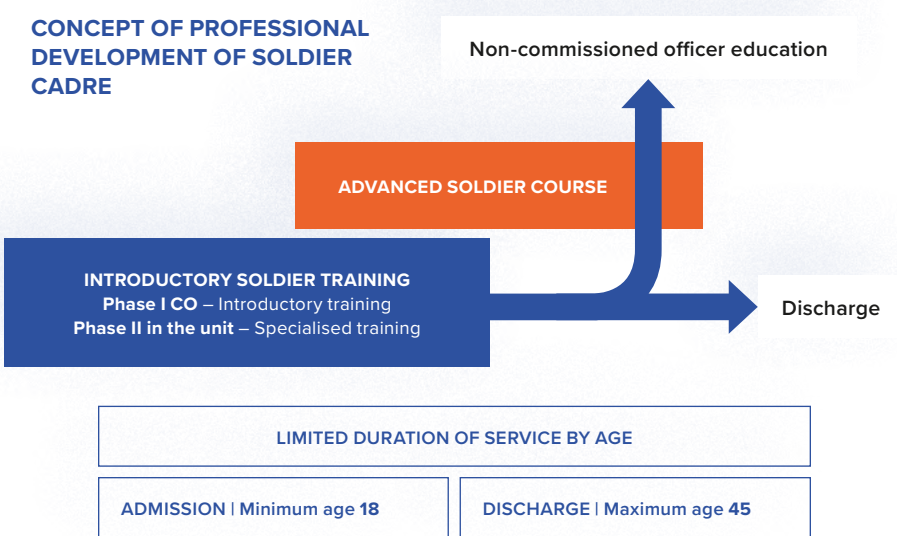 CONCEPT OF PROFESSIONAL
DEVELOPMENT OF SOLDIER
CADRE
Non-commissioned officer education
ADVANCED SOLDIER COURSE
INTRODUCTORY SOLDIER TRAINING
Phase I CO – Introductory training
Phase II in the unit – Specialised training
Discharge
LIMITED DURATION OF SERVICE BY AGE
ADMISSION | Minimum age 18
DISCHARGE | Maximum age 45